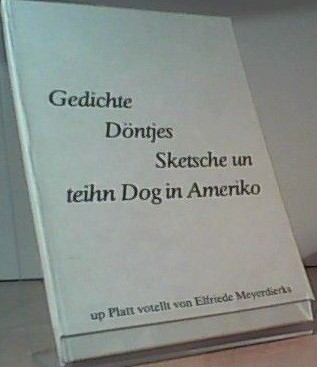 Gedichte
Döntjes
Sketsche un
teihn Dog in Ameriko
up Platt votellt von Elfriede Meyerdierks